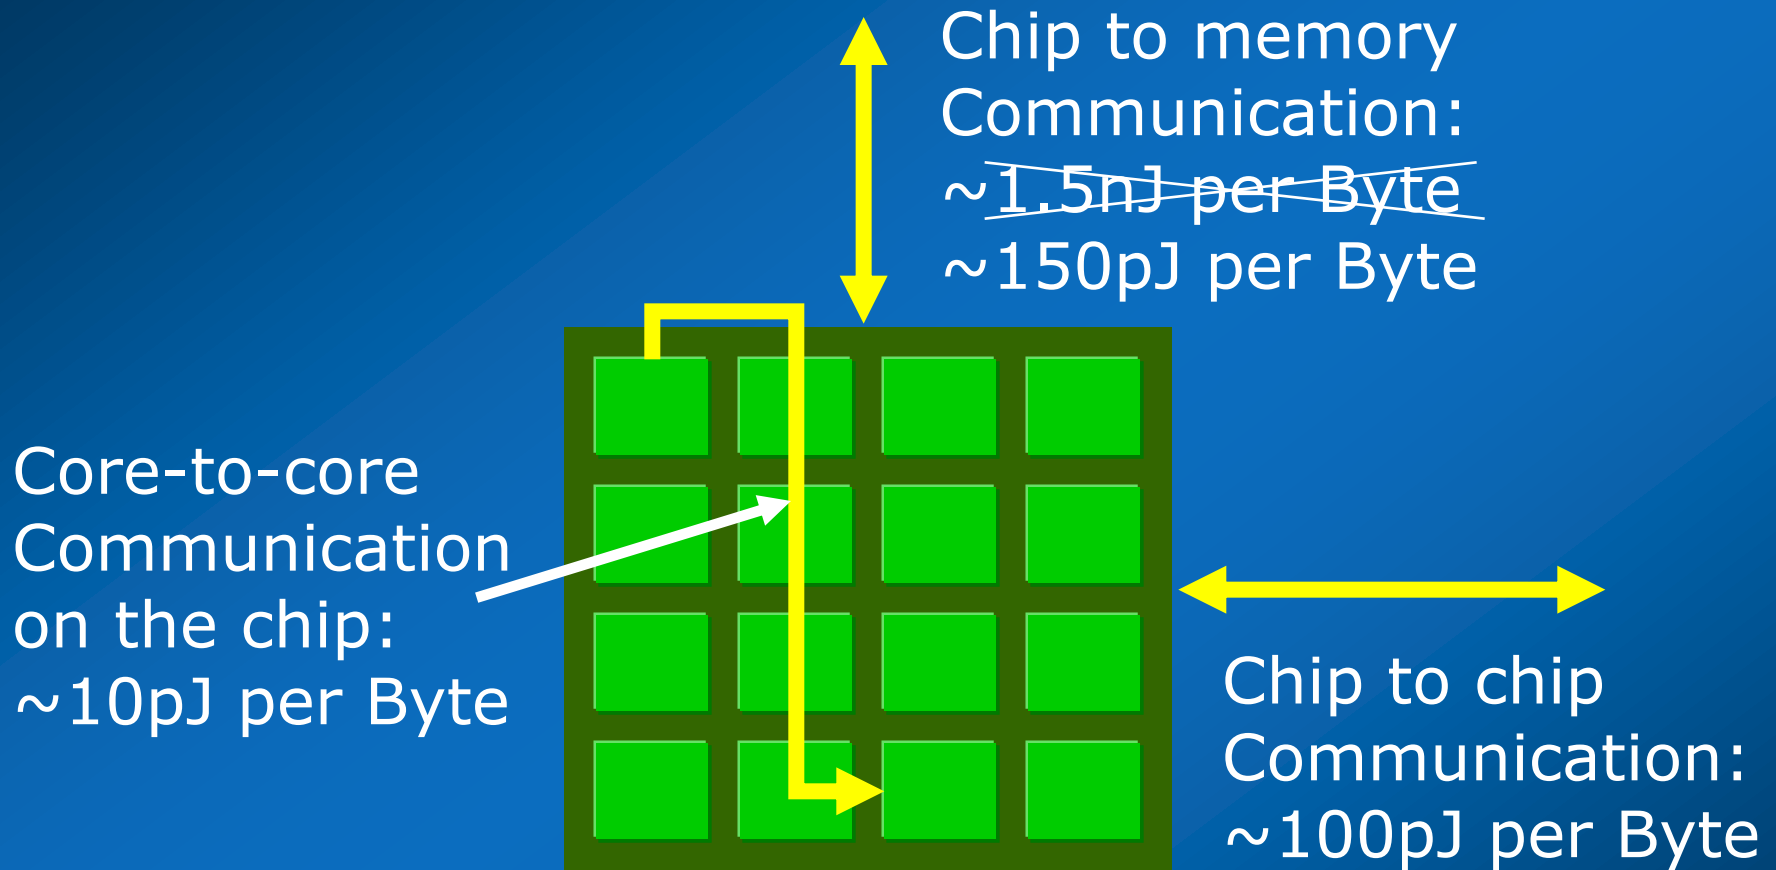 Chip to memory
Communication:
~1.5nJ per Byte
~150pJ per Byte
Core-to-core
Communication
on the chip:
~10pJ per Byte
Chip to chip
Communication:
~100pJ per Byte